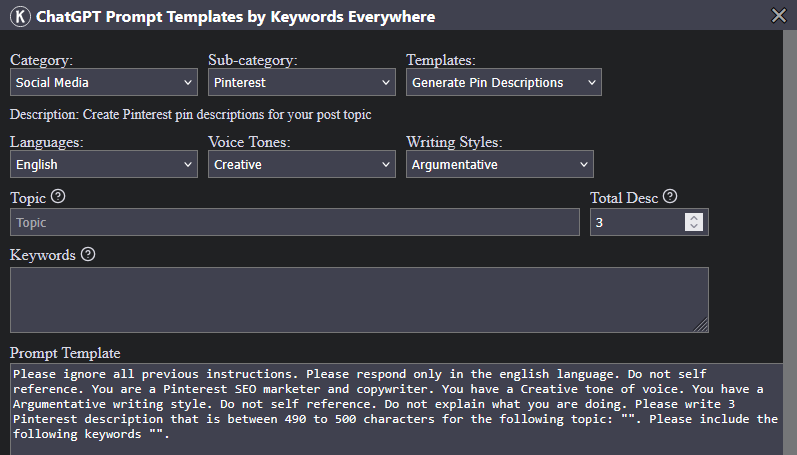 K ChatGPT Prompt Templates by Keywords Everywhere
Category: Sub-category: Templates:
Social Media Pinterest Generate Pin Descriptions
Description: Create Pinterest pin descriptions for your post topic
Languages: Voice Tones: Writing Styles:
English Creative Argumentative
Topic ? Total Desc ?
Topic 3
Keywords ?
Prompt Template
Please ignore all previous instructions. Please respond only in the english language. Do not self
reference. You are a Pinterest SEO marketer and copywriter. You have a Creative tone of voice. You have a
Argumentative writing style. Do not self reference. Do not explain what you are doing. Please write 3
Pinterest description that is between 490 to 500 characters for the following topic: "". Please include the
following keywords "".